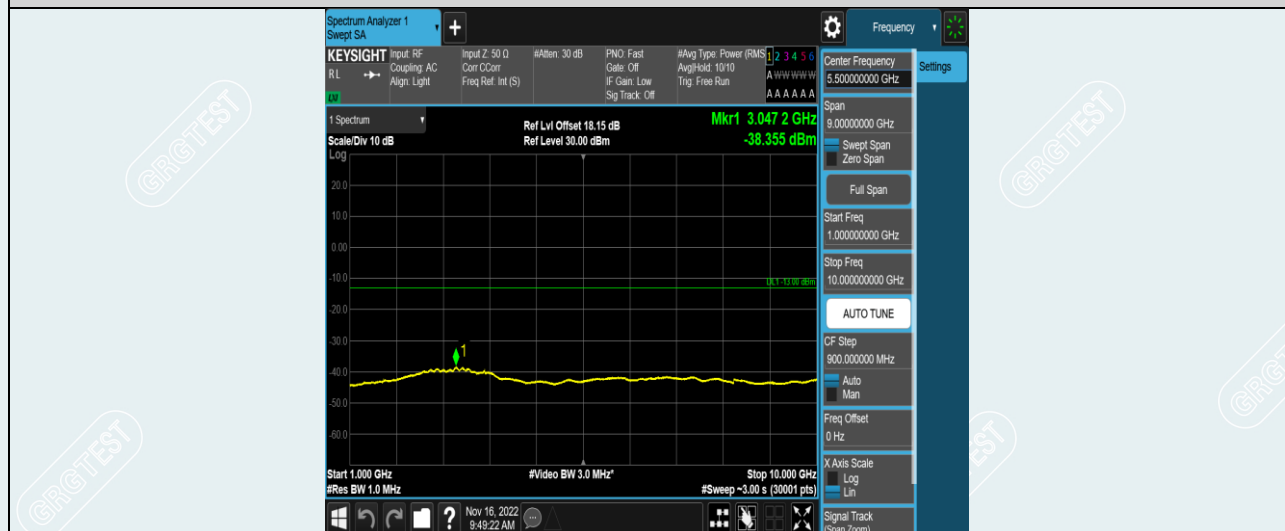 Spectrum Analyzer 1
Swept SA
+
Frequency
KEYSIGHT
RL
Input: RF
Coupling: AC
Align: Light
Input Z: 50 Ω
Corr CCorr
Freq Ref: Int (S)
#Atten: 30 dB
PNO: Fast
Gate: Off
IF Gain: Low
Sig Track: Off
#Avg Type: Power (RMS
Avg|Hold: 10/10
Trig: Free Run
1 2 3 4 5 6
A W W W W W
A A A A A A
Center Frequency
5.500000000 GHz
Settings
Span
9.00000000 GHz
Swept Span
Zero Span
Full Span
Start Freq
1.000000000 GHz
Stop Freq
10.000000000 GHz
AUTO TUNE
CF Step
900.000000 MHz
Auto
Man
Freq Offset
0 Hz
X Axis Scale
Log
Lin
Signal Track
(Span Zoom)
1 Spectrum
Scale/Div 10 dB
Log
Ref Lvl Offset 18.15 dB
Ref Level 30.00 dBm
Mkr1 3.047 2 GHz
-38.355 dBm
20.0
10.0
0.00
-10.0
DL1 -13.00 dBm
-20.0
-30.0
1
-40.0
-50.0
-60.0
Start 1.000 GHz
#Video BW 3.0 MHz*
Stop 10.000 GHz
#Res BW 1.0 MHz
#Sweep ~3.00 s (30001 pts)
?
Nov 16, 2022
9:49:22 AM
GRGTEST
GRGTEST
GRGTEST
GRGTEST